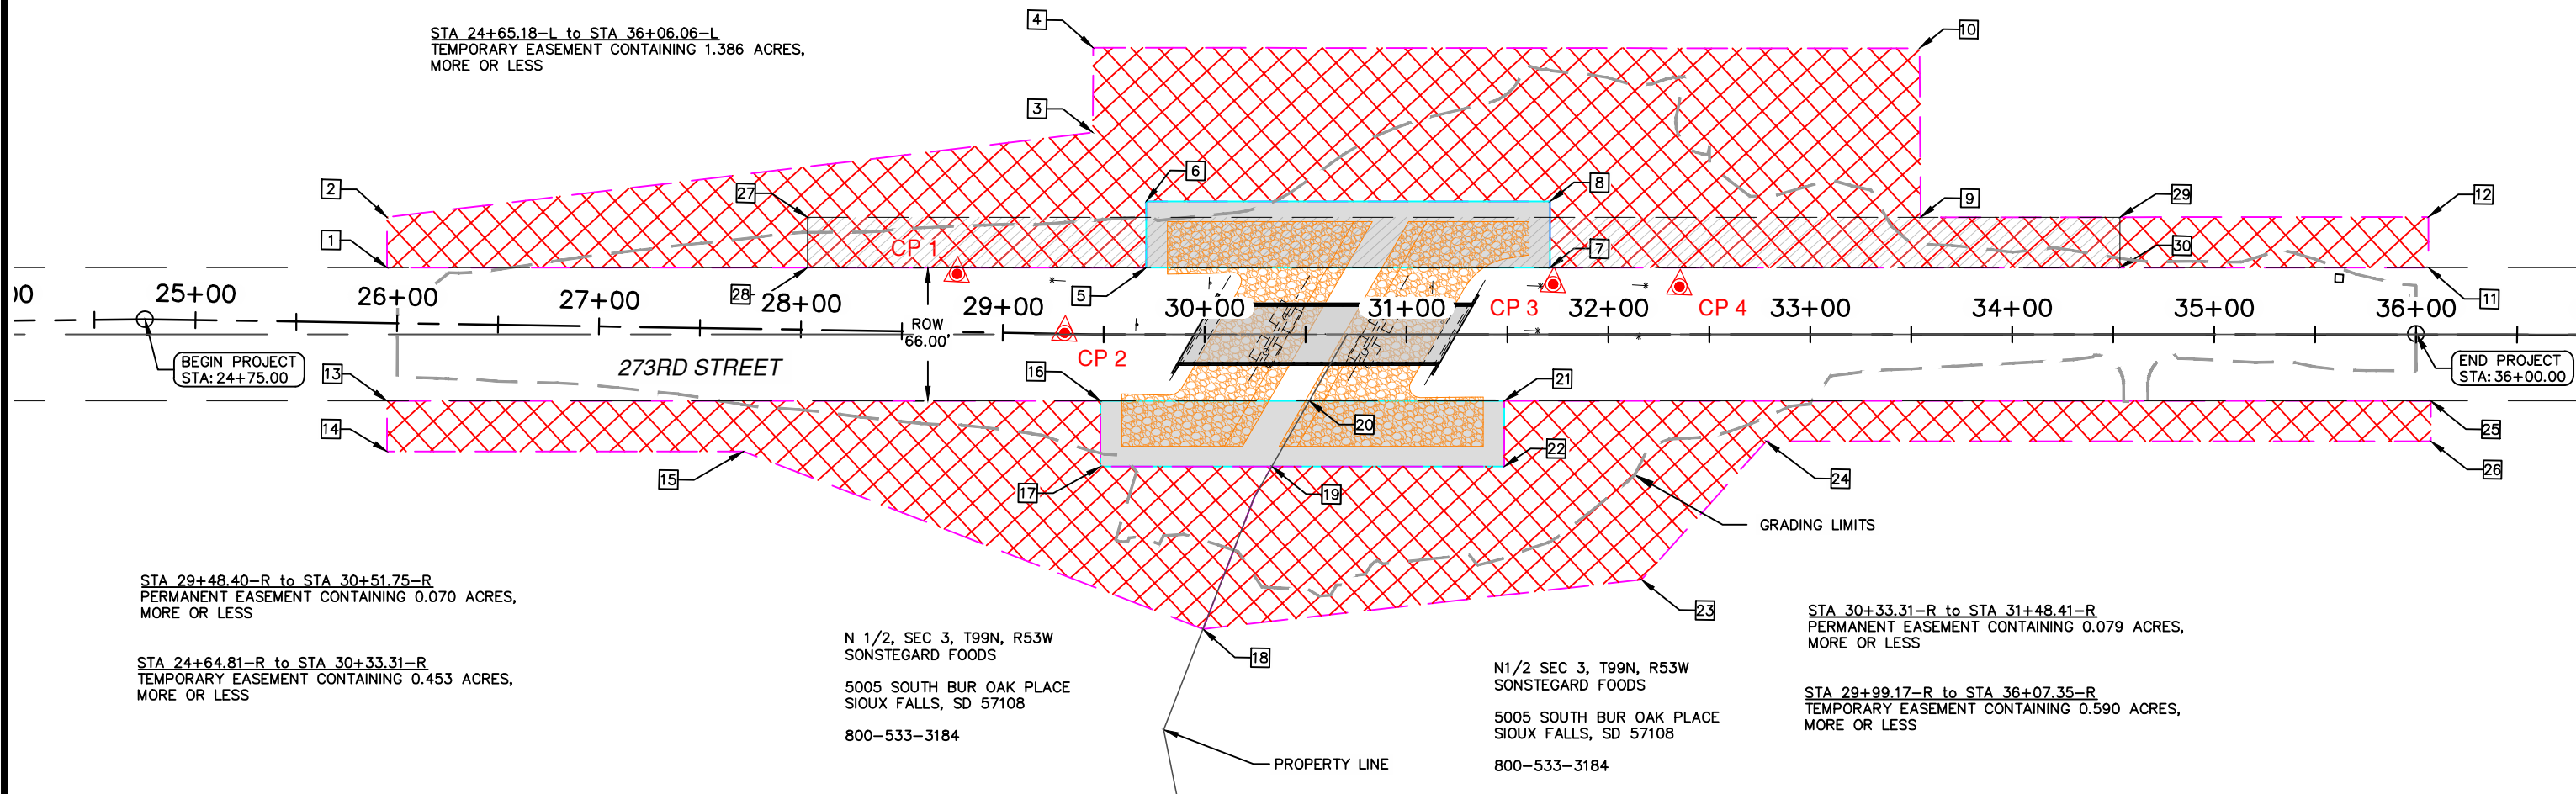 STA 24+65.18-L to STA 36+06.06-L
TEMPORARY EASEMENT CONTAINING 1.386 ACRES,
MORE OR LESS
4
10
3
6
8
2
27
29
12
9
1
CP 1
7
30
28
5
11
00
25+00
26+00
27+00
28+00
29+00
30+00
31+00
32+00
33+00
34+00
35+00
36+00
CP 3
CP 4
ROW
66.00'
CP 2
BEGIN PROJECT
STA: 24+75.00
273RD STREET
END PROJECT
STA: 36+00.00
13
16
21
14
20
25
15
17
19
22
24
26
GRADING LIMITS
23
18
STA 29+48.40-R to STA 30+51.75-R
PERMANENT EASEMENT CONTAINING 0.070 ACRES,
MORE OR LESS
STA 24+64.81-R to STA 30+33.31-R
TEMPORARY EASEMENT CONTAINING 0.453 ACRES,
MORE OR LESS
N 1/2, SEC 3, T99N, R53W
SONSTEGARD FOODS
5005 SOUTH BUR OAK PLACE
SIOUX FALLS, SD 57108
800-533-3184
PROPERTY LINE
N1/2 SEC 3, T99N, R53W
SONSTEGARD FOODS
5005 SOUTH BUR OAK PLACE
SIOUX FALLS, SD 57108
800-533-3184
STA 30+33.31-R to STA 31+48.41-R
PERMANENT EASEMENT CONTAINING 0.079 ACRES,
MORE OR LESS
STA 29+99.17-R to STA 36+07.35-R
TEMPORARY EASEMENT CONTAINING 0.590 ACRES,
MORE OR LESS